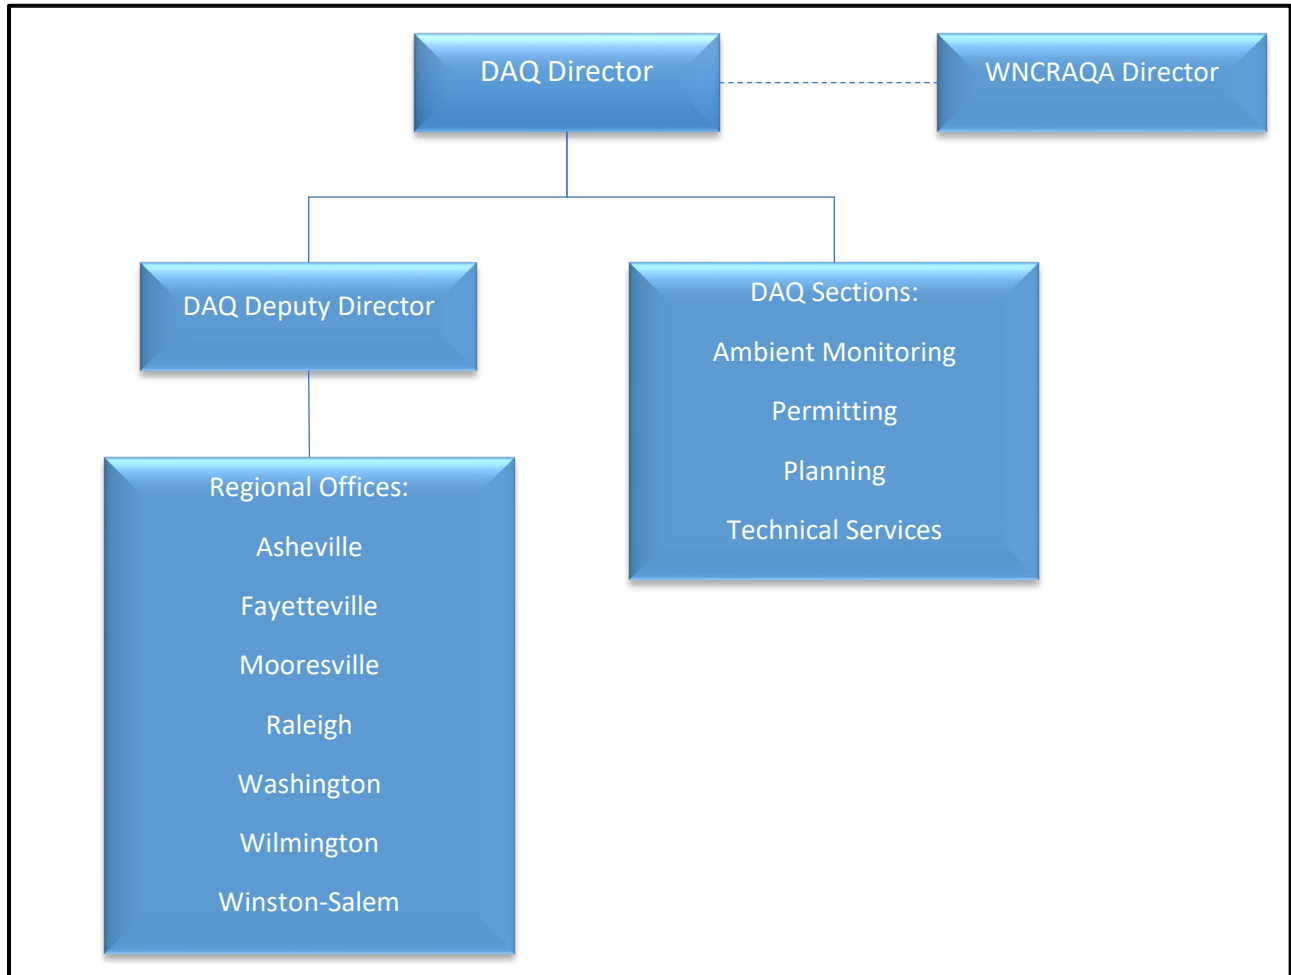 DAQ Director
WNCRAQA Director
DAQ Deputy Director
DAQ Sections:
Ambient Monitoring
Permitting
Planning
Technical Services
Regional Offices:
Asheville
Fayetteville
Mooresville
Raleigh
Washington
Wilmington
Winston-Salem